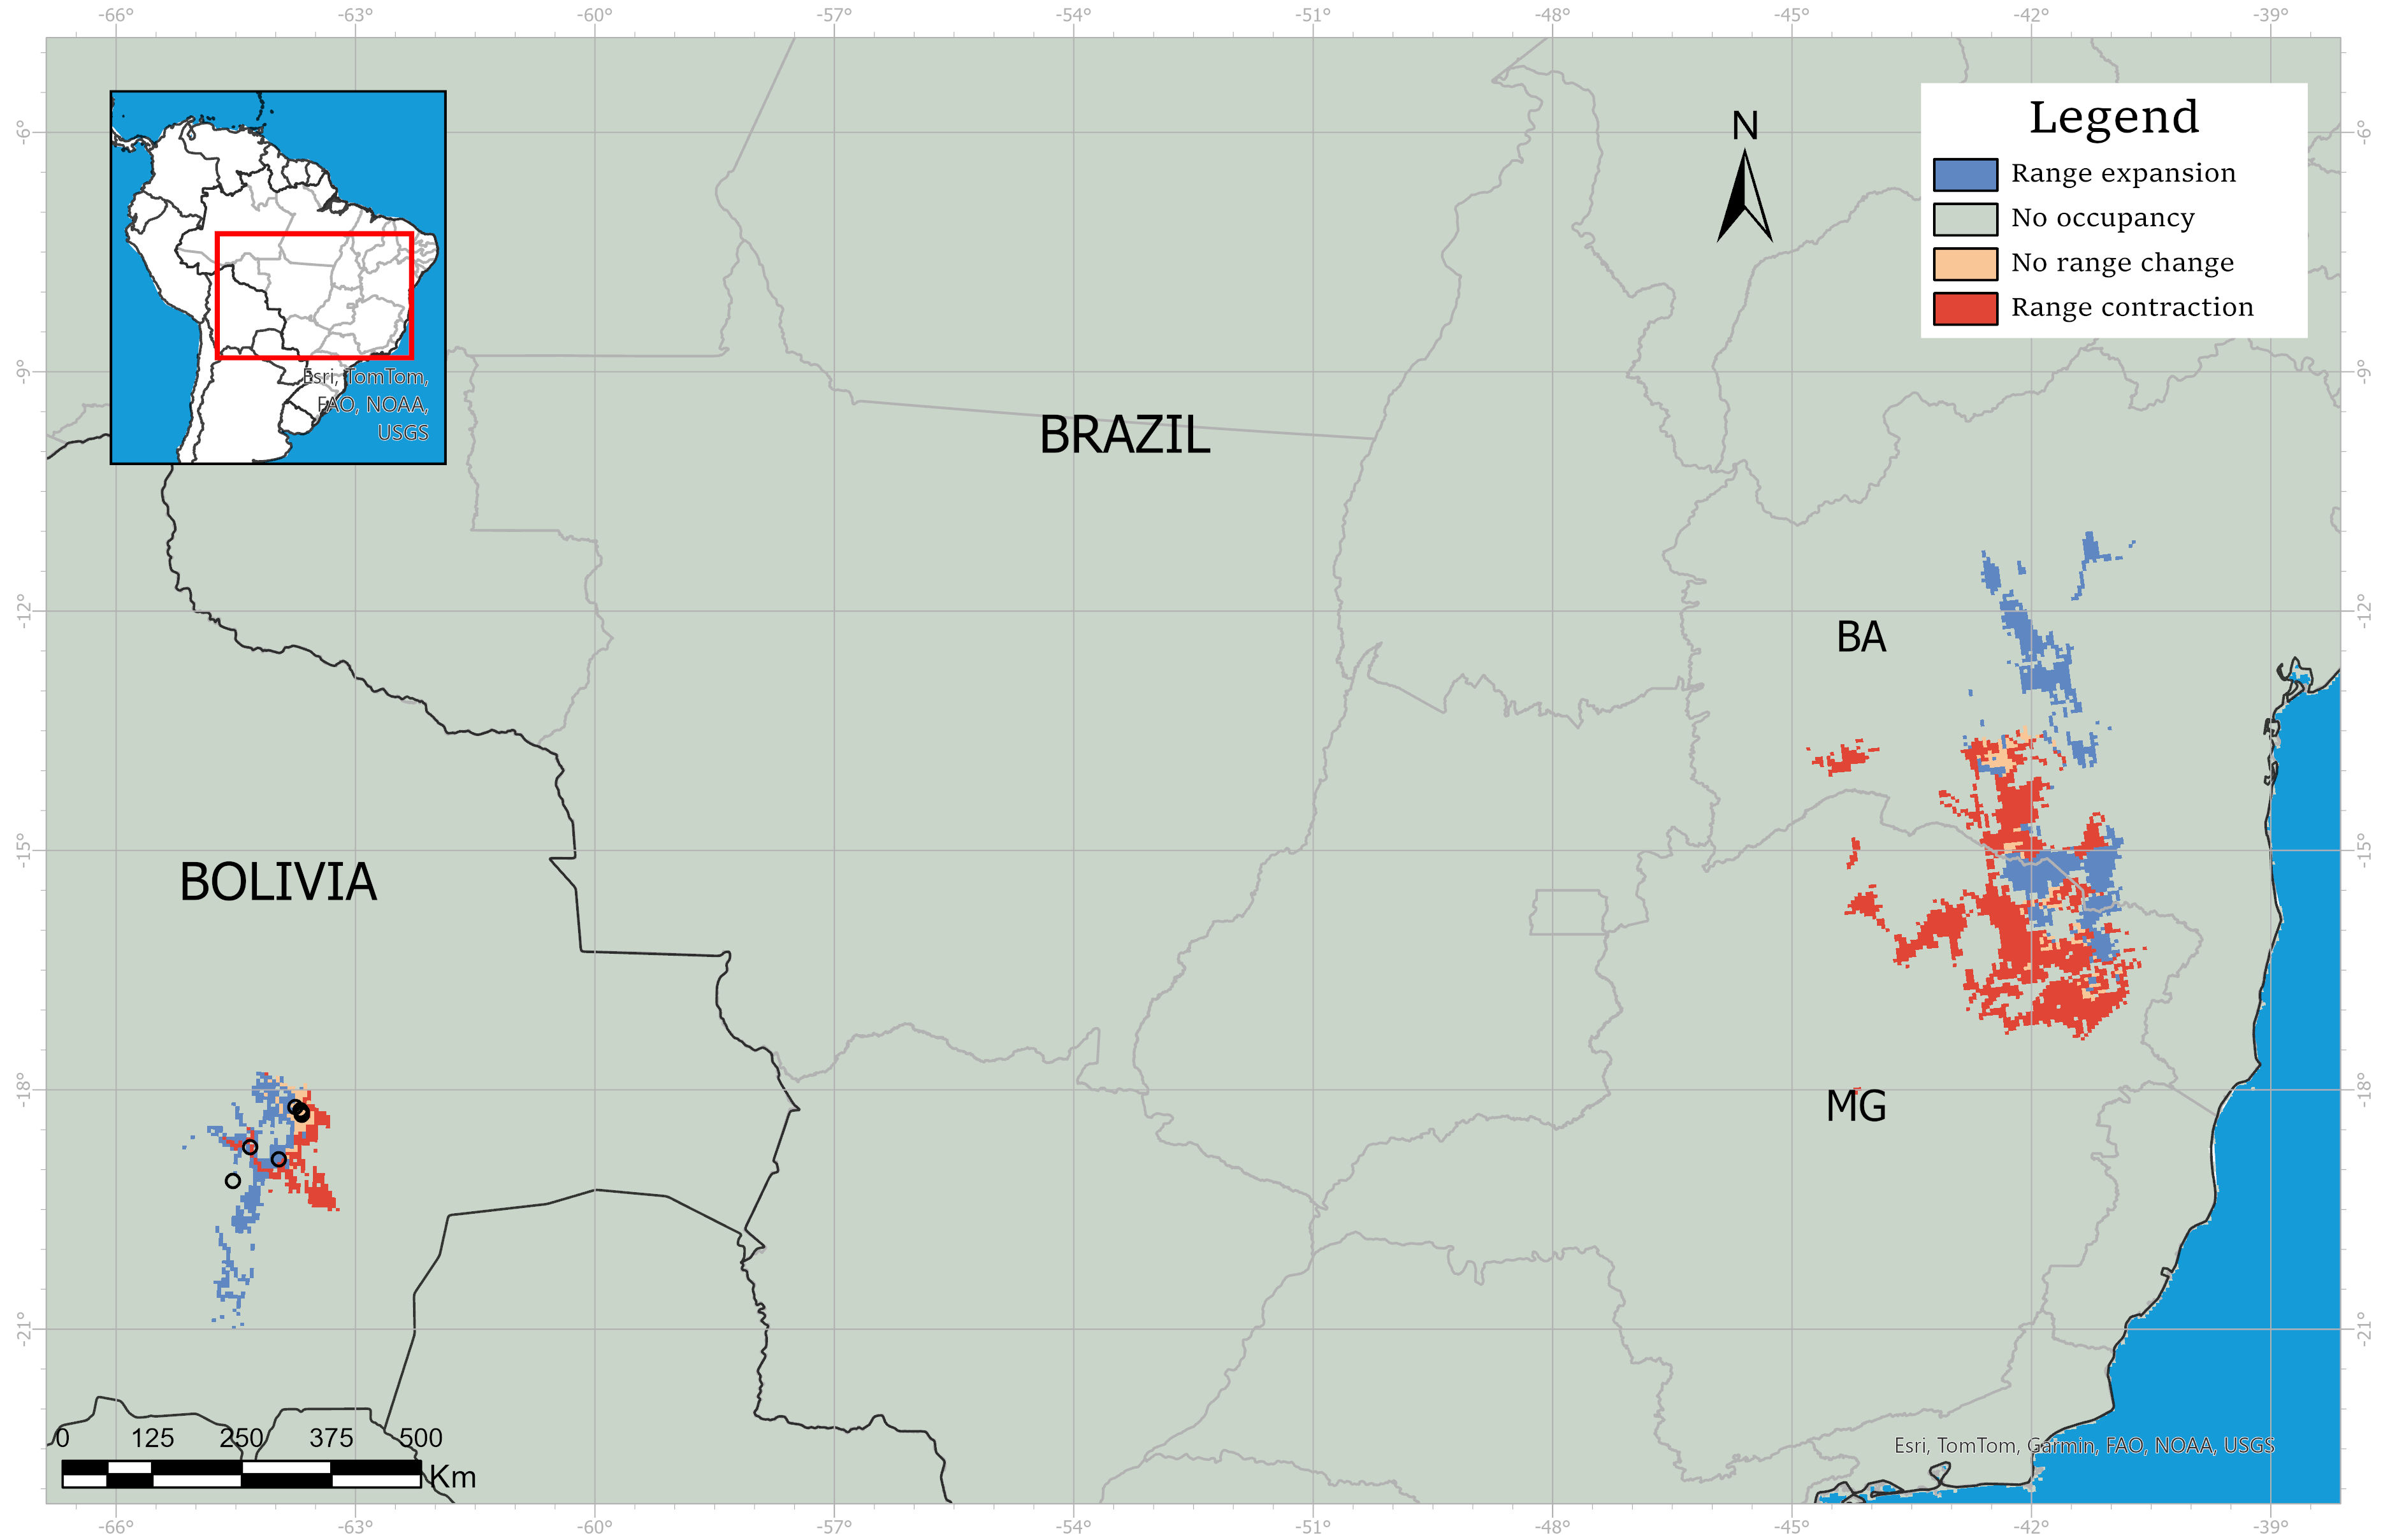 -66° -63° -60° -57° -54° -51° -48° -45° -42° -39°
-6° -6°
-9° -9°
-12° -12°
-15° -15°
-18° -18°
-21° -21°
Esri, TomTom,
FAO, NOAA,
USGS
N
Legend
Range expansion
No occupancy
No range change
Range contraction
BRAZIL
BA
BOLIVIA
MG
0 125 250 375 500
Km
Esri, TomTom, Garmin, FAO, NOAA, USGS
-66° -63° -60° -57° -54° -51° -48° -45° -42° -39°